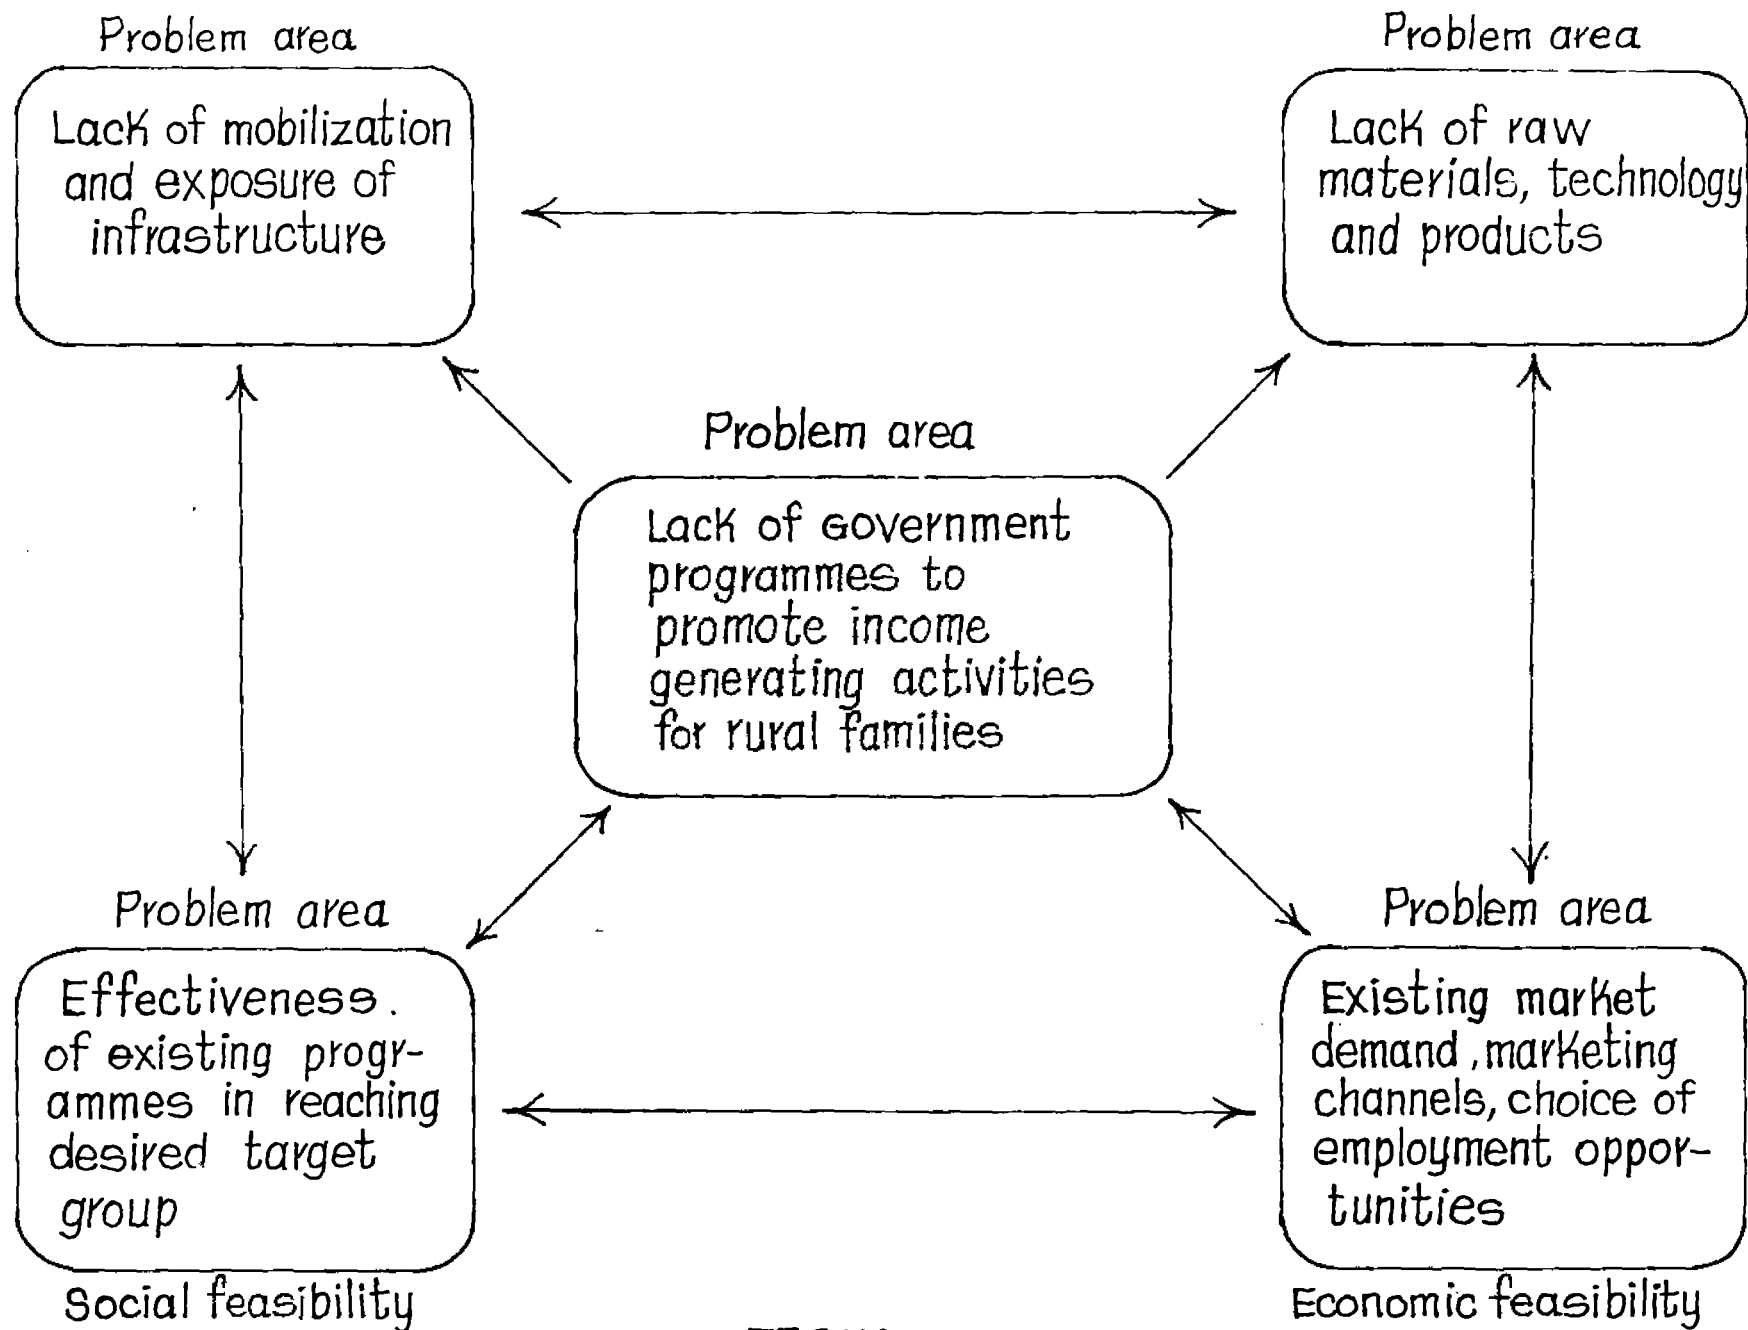 Problem area
Lack of mobilization
and exposure of
infrastructure
Problem area
Lack of raw
materials, technology
and products
Problem area
Lack of Government
programmes to
promote income
generating activities
for rural families
Problem area
Effectiveness.
of existing progr-
ammes in reaching
desired target
group
Social feasibility
Problem area
Existing market
demand, marketing
channels, choice of
employment oppor-
tunities
Economic feasibility